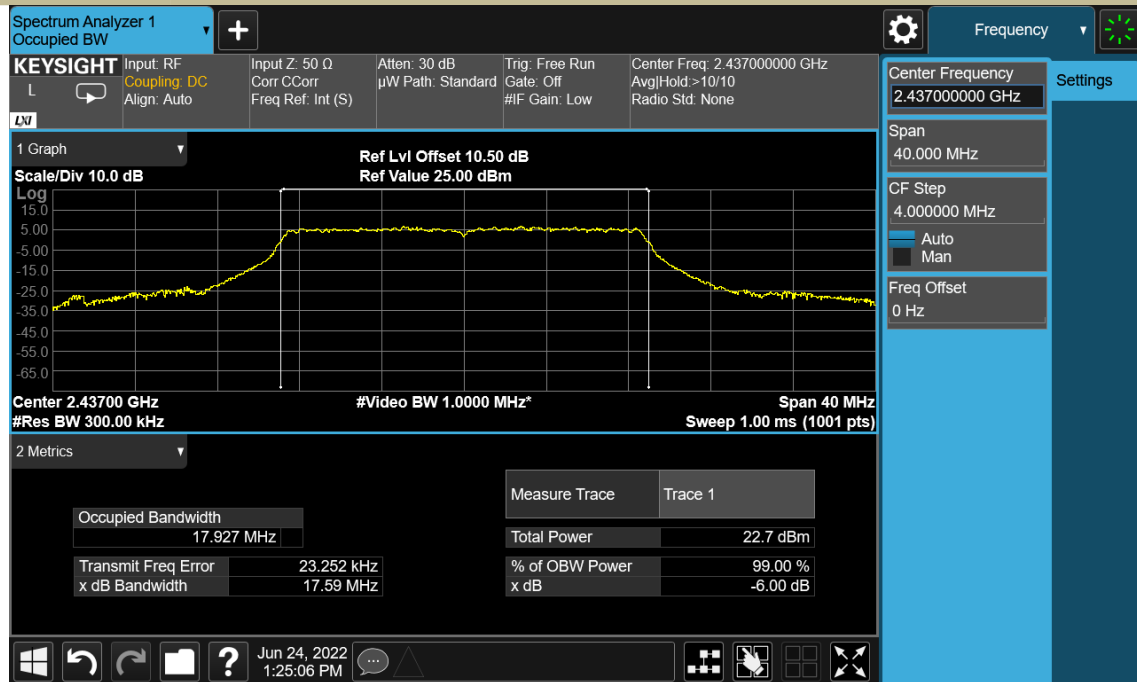 Spectrum Analyzer 1
Occupied BW
Frequency
KEYSIGHT
L
LXI
Input: RF
Coupling: DC
Align: Auto
Input Z: 50 Ω
Corr CCorr
Freq Ref: Int (S)
Atten: 30 dB
µW Path: Standard
Trig: Free Run
Gate: Off
#IF Gain: Low
Center Freq: 2.437000000 GHz
Avg|Hold:>10/10
Radio Std: None
1 Graph
Scale/Div 10.0 dB
Ref Lvl Offset 10.50 dB
Ref Value 25.00 dBm
Log
15.0
5.00
-5.00
-15.0
-25.0
-35.0
-45.0
-55.0
-65.0
Center 2.43700 GHz
#Res BW 300.00 kHz
#Video BW 1.0000 MHz*
Span 40 MHz
Sweep 1.00 ms (1001 pts)
2 Metrics
Measure Trace Trace 1
Occupied Bandwidth
17.927 MHz
Total Power 22.7 dBm
Transmit Freq Error 23.252 kHz
% of OBW Power 99.00 %
x dB Bandwidth 17.59 MHz
x dB -6.00 dB
Jun 24, 2022
1:25:06 PM
Center Frequency
2.437000000 GHz
Settings
Span
40.000 MHz
CF Step
4.000000 MHz
Auto
Man
Freq Offset
0 Hz